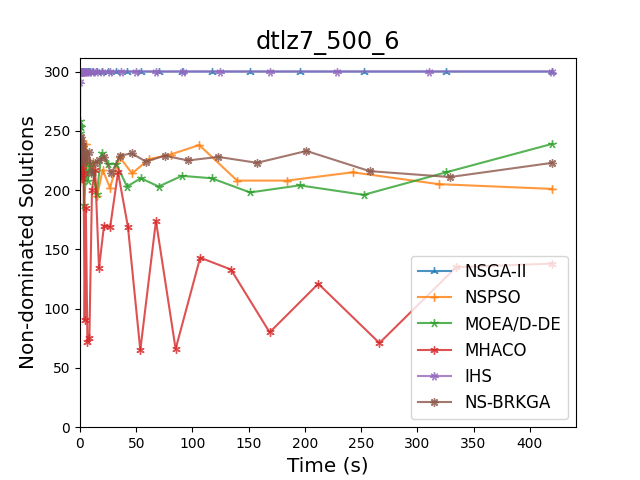 dtlz7_500_6
Non-dominated Solutions
300
250
200
150
100
50
0
NSGA-II
NSPSO
MOEA/D-DE
MHACO
IHS
NS-BRKGA
0 50 100 150 200 250 300 350 400
Time (s)